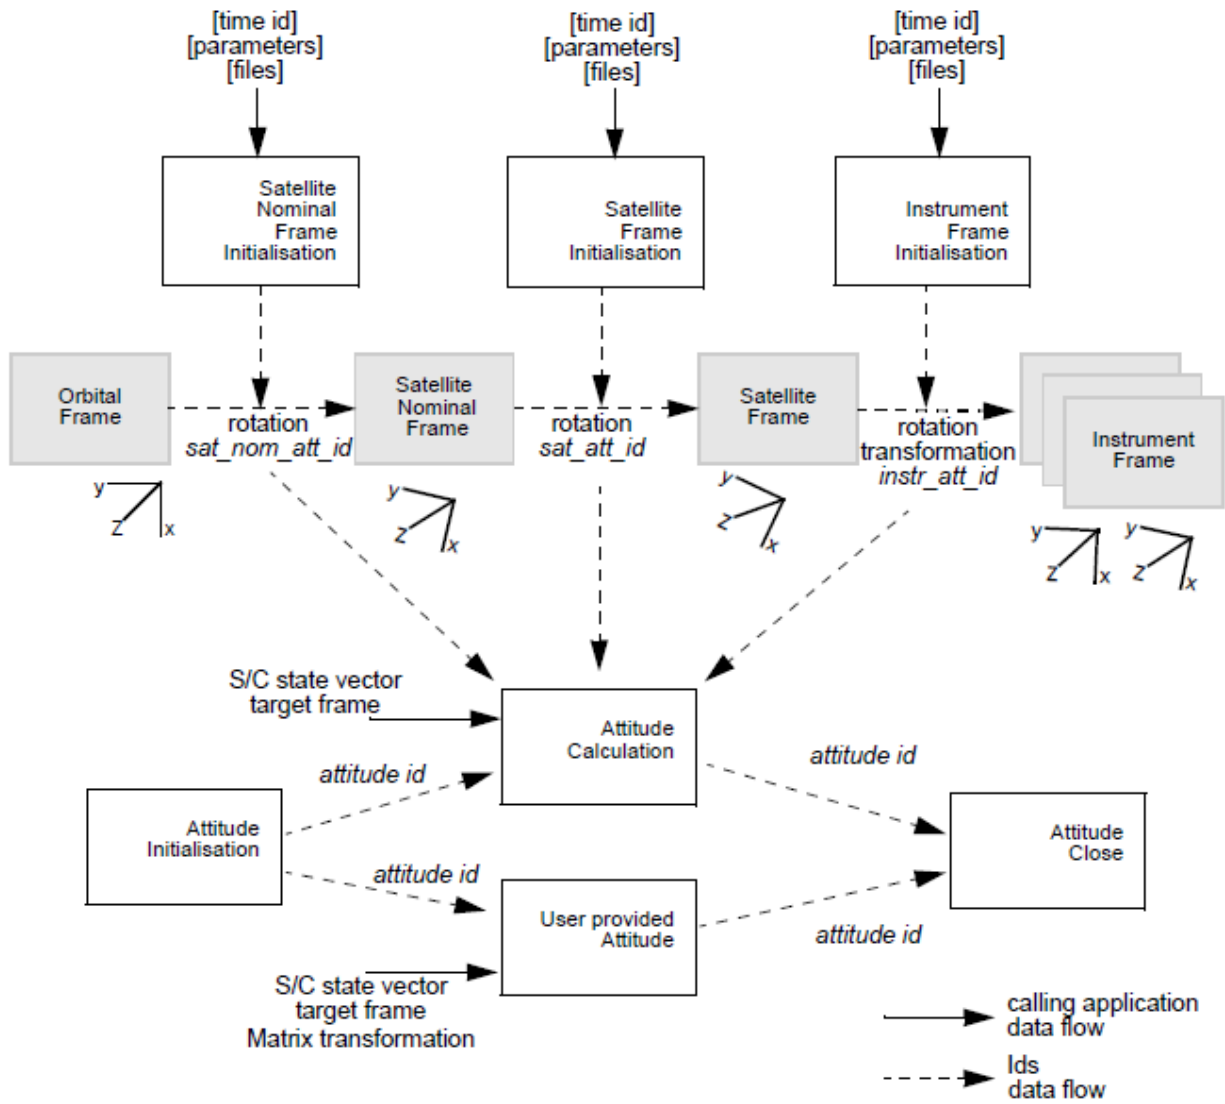 [time id]
[parameters]
[files]
[time id]
[parameters]
[files]
[time id]
[parameters]
[files]
Satellite
Nominal
Frame
Initialisation
Satellite
Frame
Initialisation
Instrument
Frame
Initialisation
Orbital
Frame
rotation
sat_nom_att_id
Satellite
Nominal
Frame
rotation
sat_att_id
Satellite
Frame
rotation
transformation
instr_att_id
Instrument
Frame
y
Z
x
y
z
x
y
z
x
y
Z
x
y
z
x
S/C state vector
target frame
Attitude
Calculation
attitude id
attitude id
Attitude
Initialisation
Attitude
Close
attitude id
User provided
Attitude
attitude id
S/C state vector
target frame
Matrix transformation
calling application
data flow
Ids
data flow